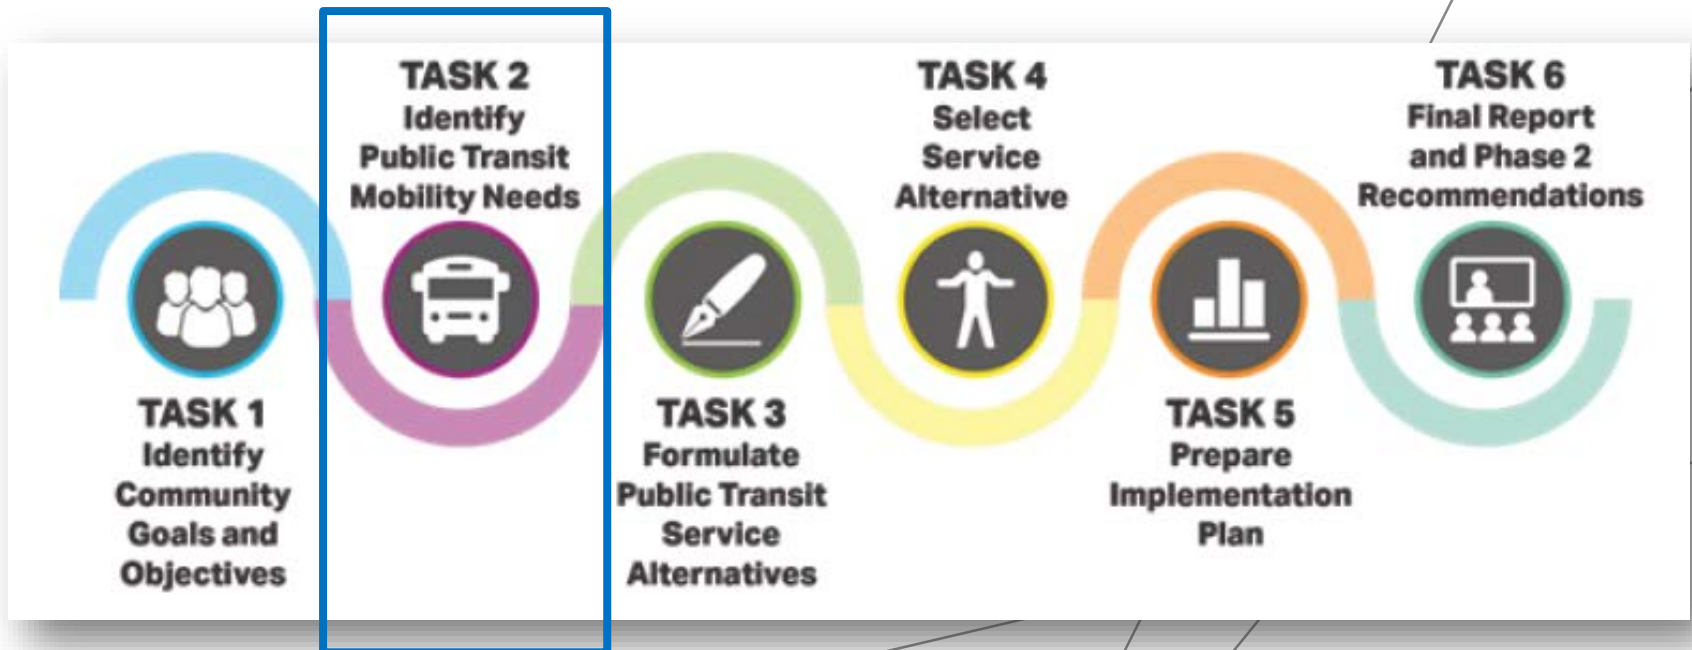 TASK 1
Identify
Community
Goals and
Objectives
TASK 2
Identify
Public Transit
Mobility Needs
TASK 3
Formulate
Public Transit
Service
Alternatives
TASK 4
Select
Service
Alternative
TASK 5
Prepare
Implementation
Plan
TASK 6
Final Report
and Phase 2
Recommendations